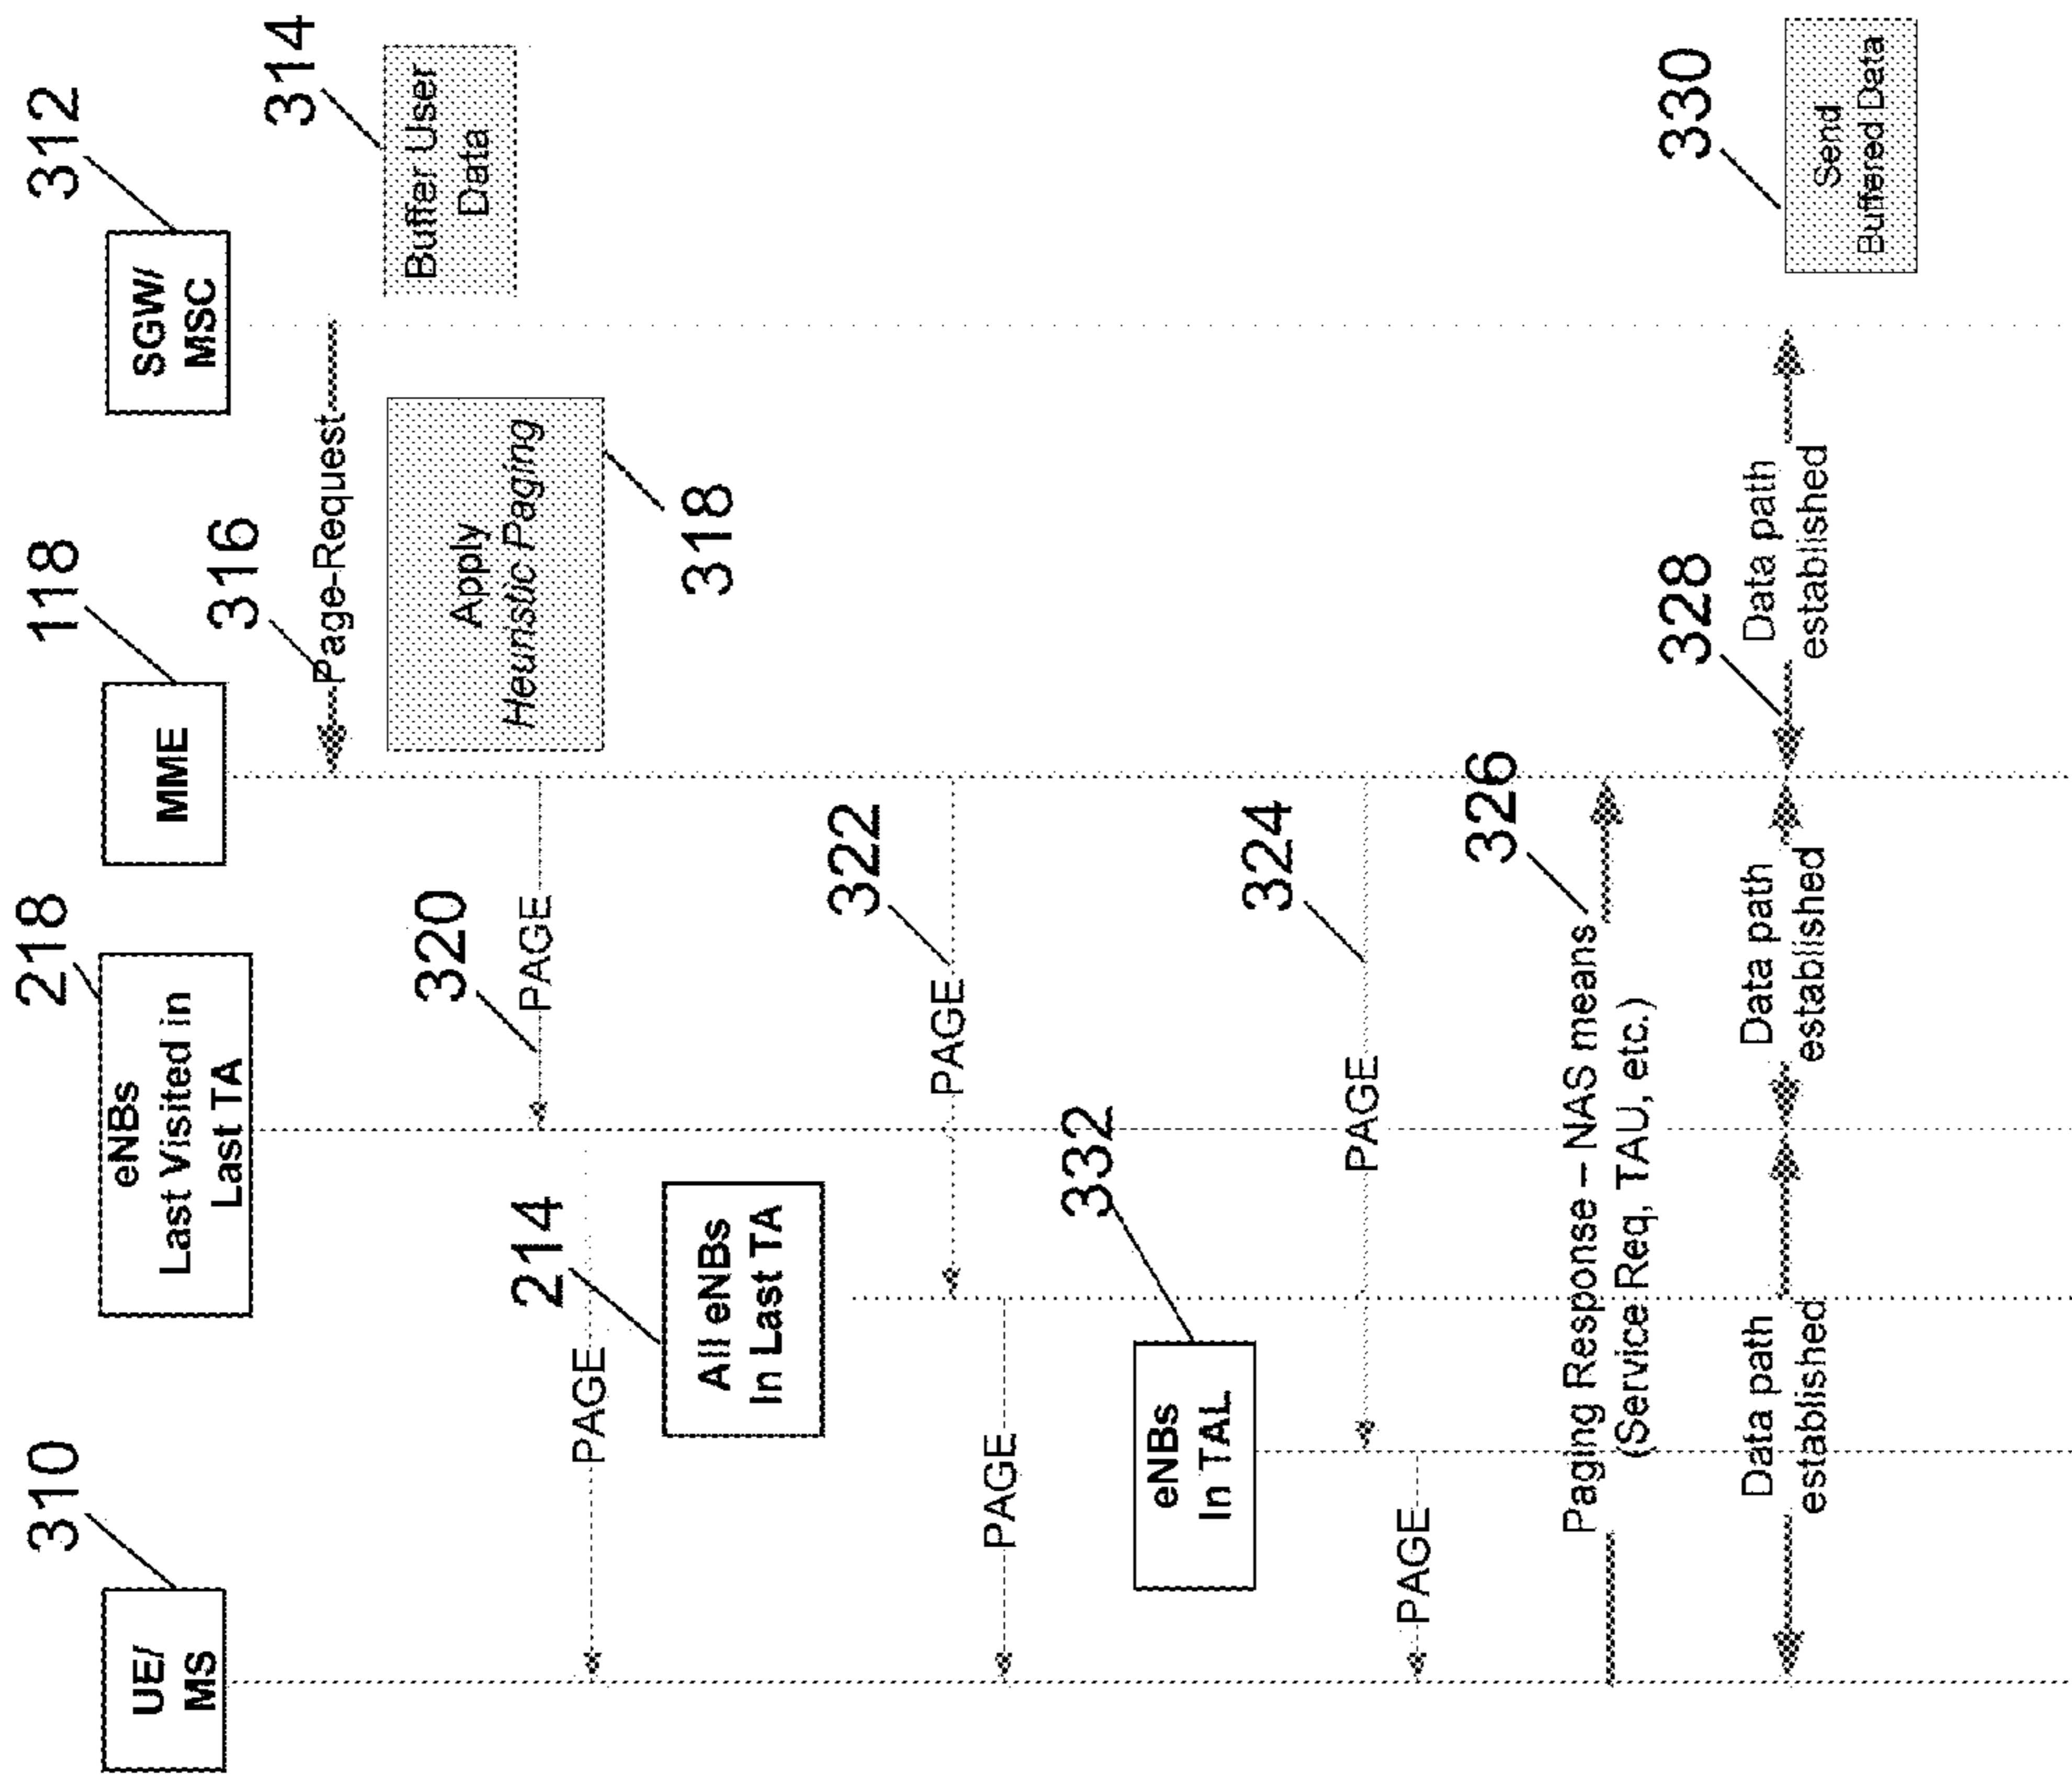 310
UE/
MS
218
eNBs
Last Visited in
Last TA
118
MME
312
SGW/
MSC
316
Page-Request
314
Buffer User
Data
Apply
Heuristic Paging
318
320
PAGE
PAGE
214
All eNBs
In Last TA
322
PAGE
PAGE
332
eNBs
In TAL
324
PAGE
PAGE
326
Paging Response – NAS means
(Service Req, TAU, etc.)
328
Data path
established
Data path
established
Data path
established
330
Send
Buffered Data